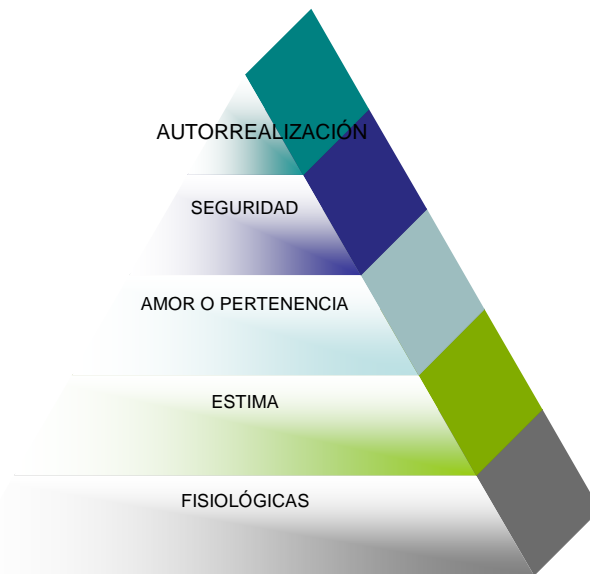 AUTORREALIZACIÓN
SEGURIDAD
AMOR O PERTENENCIA
ESTIMA
FISIOLÓGICAS